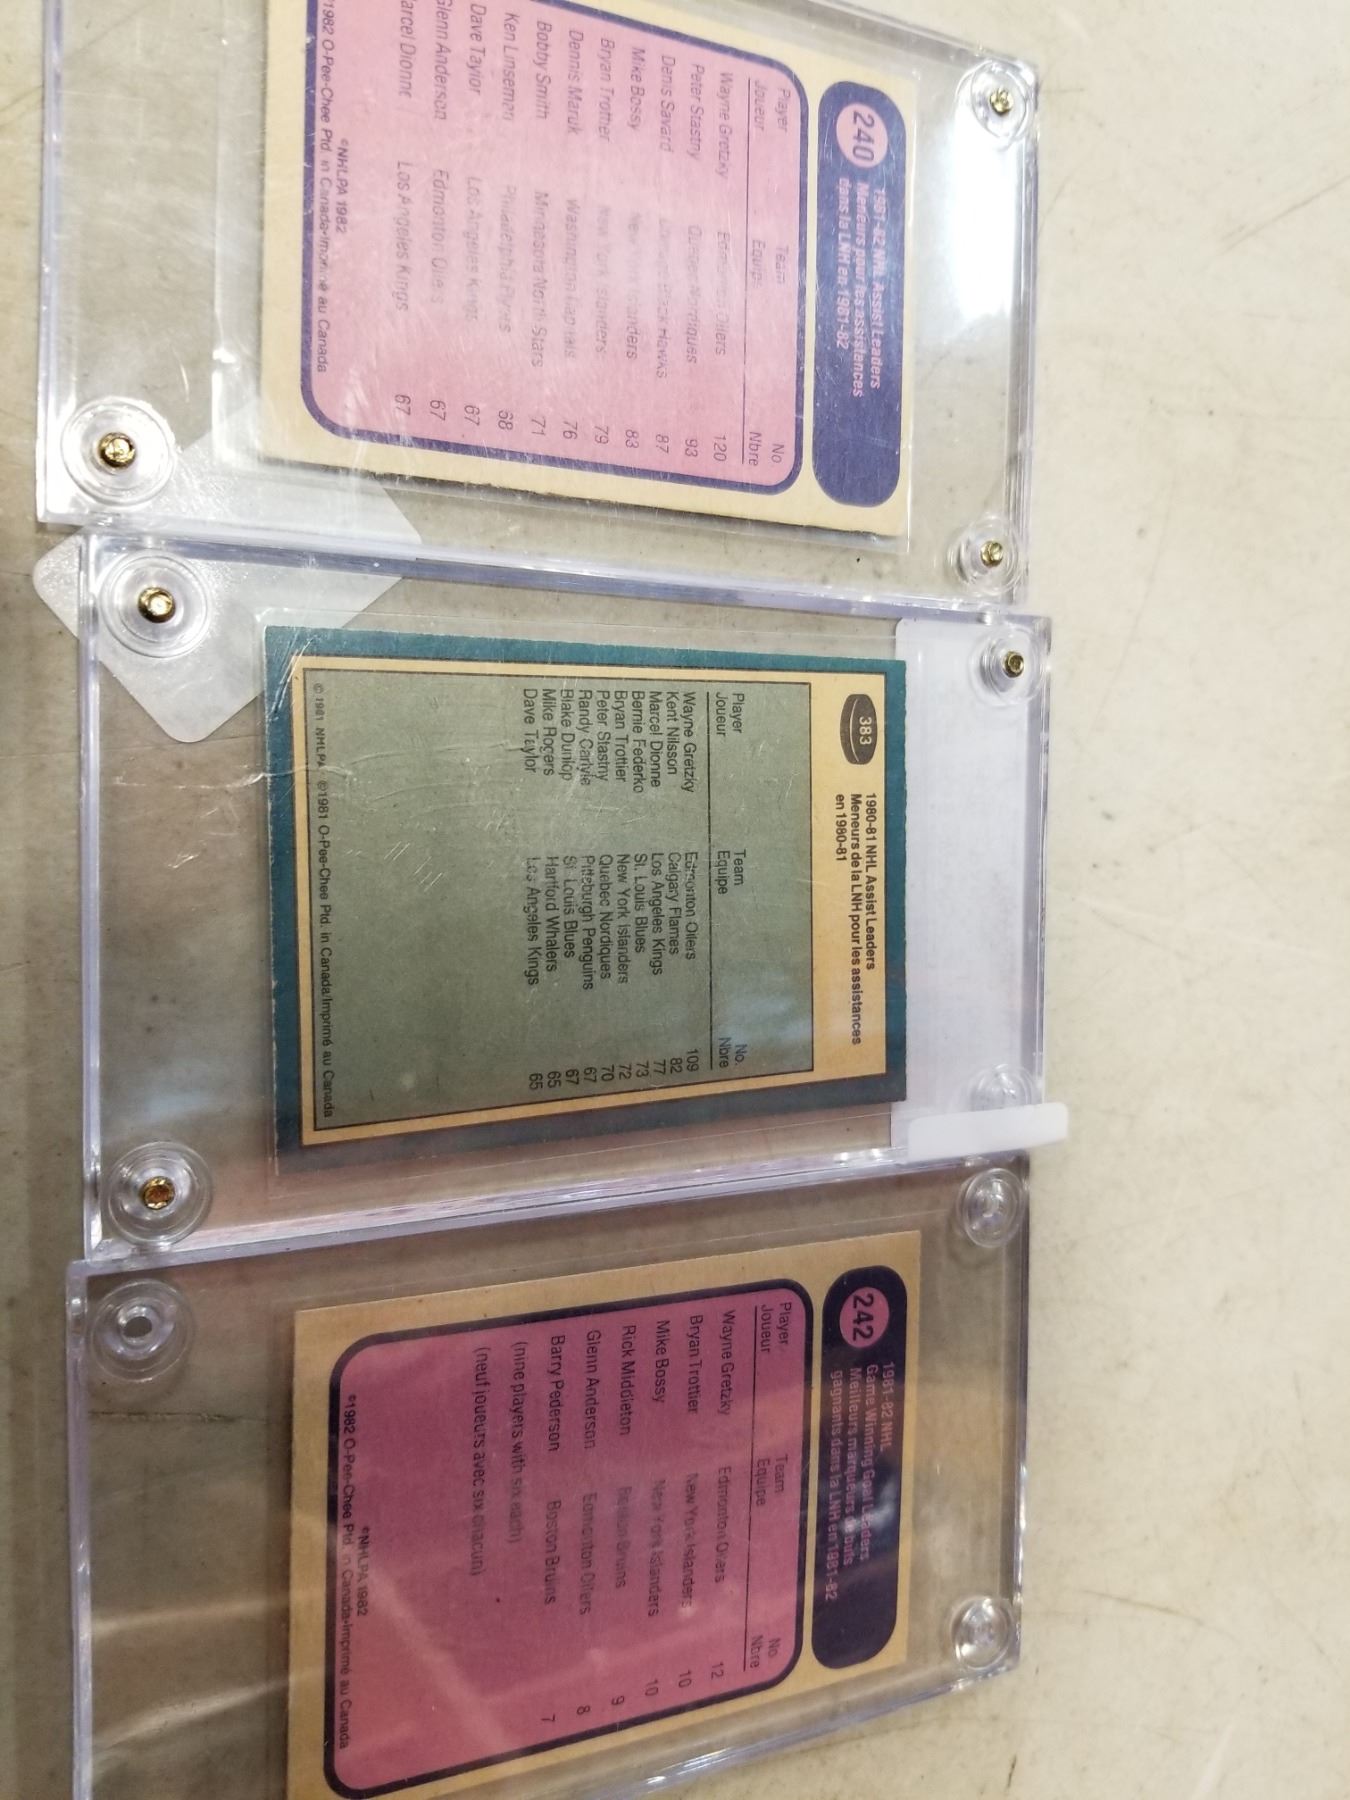 240
1981-82 NHL Assist Leaders
Meneurs pour les assistances
dans la LNH en 1981-82
Player Team No
Joueur Equipe Nbre
Wayne Gretzky Edmonton Oilers 120
Peter Stastny Quebec Nordiques 93
Denis Savard Hawks 87
Mike Bossy New York Islanders 83
Bryan Trottier New York Islanders 79
Dennis Maruk Washington Capitals 76
Bobby Smith Minnesota North Stars 71
Ken Linseman Philadelphia Flyers 68
Dave Taylor Los Angeles Kings 67
Glenn Anderson Edmonton Oilers 67
Marcel Dionne Los Angeles Kings 67
©NHLPA 1982
1982 O-Pee-Chee Ptd. in Canada-Imprimé au Canada
383
1980-81 NHL Assist Leaders
Meneurs de la LNH pour les assistances
en 1980-81
Player Team No.
Joueur Equipe Nbre
Wayne Gretzky Edmonton Oilers 109
Kent Nilsson Calgary Flames 82
Marcel Dionne Los Angeles Kings 77
Bernie Federko St. Louis Blues 73
Bryan Trottier New York Islanders 72
Peter Stastny Quebec Nordiques 70
Randy Carlyle Pittsburgh Penguins 67
Blake Dunlop St. Louis Blues 67
Mike Rogers Hartford Whalers 65
Dave Taylor Los Angeles Kings 65
© 1981 NHLPA ©1981 O-Pee-Chee Ptd. in Canada/Imprimé au Canada
242
1981-82 NHL
Game Winning Goal Leaders
Meilleurs marqueurs de buts
gagnants dans la LNH en 1981-82
Player Team No
Joueur Equipe Nbre
Wayne Gretzky Edmonton Oilers 12
Bryan Trottier New York Islanders 10
Mike Bossy New York Islanders 10
Rick Middleton Boston Bruins 9
Glenn Anderson Edmonton Oilers 8
Barry Pederson Boston Bruins 7
(nine players with six each)
(neuf joueurs avec six chacun)
©NHLPA 1982
©1982 O-Pee-Chee Ptd. in Canada-Imprimé au Canada